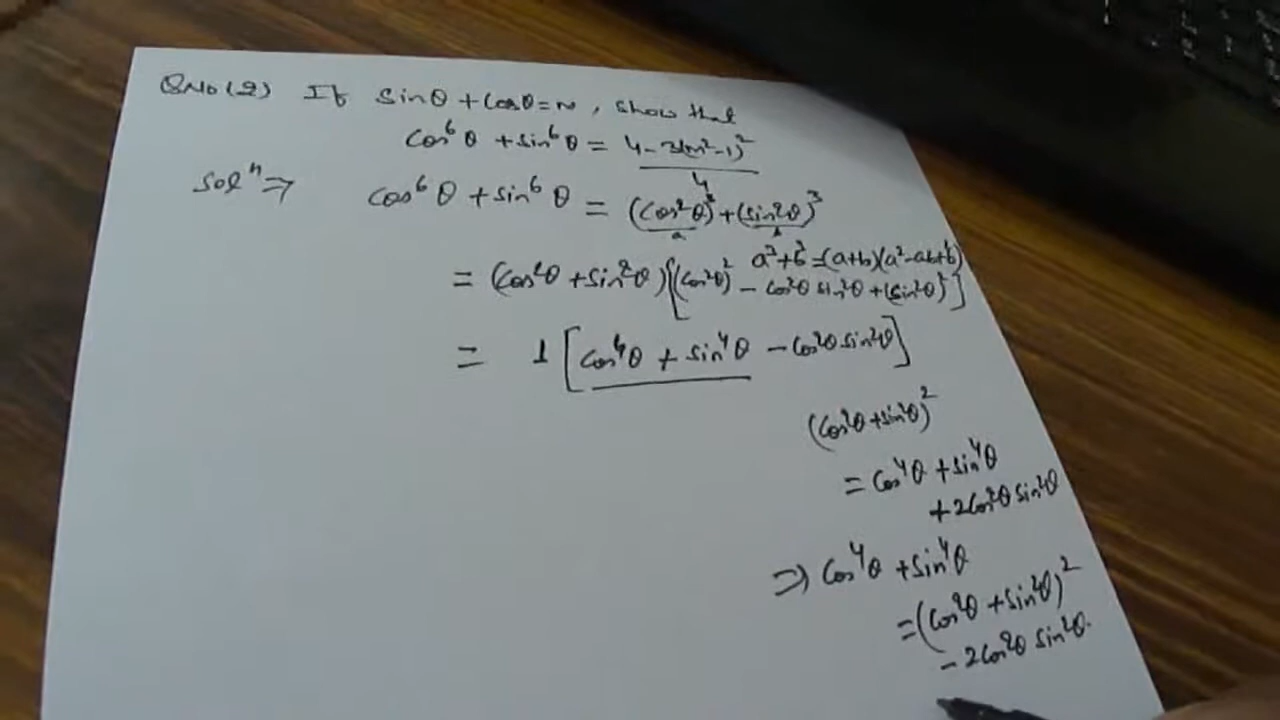 QNo(2) If sinθ + cosθ = m, show that
cos⁶θ + sin⁶θ = 4 - 3(m² - 1)² / 4
Solⁿ ⇒ cos⁶θ + sin⁶θ = (cos²θ)³ + (sin²θ)³
a b
a³ + b³ = (a+b)(a² - ab + b²)
= (cos²θ + sin²θ)[(cos²θ)² - cos²θ sin²θ + (sin²θ)²]
= 1 [cos⁴θ + sin⁴θ - cos²θ sin²θ]
(cos²θ + sin²θ)²
= cos⁴θ + sin⁴θ
+ 2cos²θ sin²θ
⇒ cos⁴θ + sin⁴θ
= (cos²θ + sin²θ)²
- 2cos²θ sin²θ.